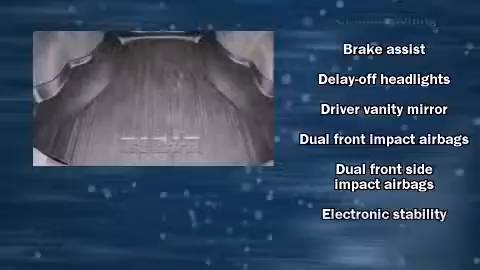 Brake assist
Delay-off headlights
Driver vanity mirror
Dual front impact airbags
Dual front side
impact airbags
Electronic stability